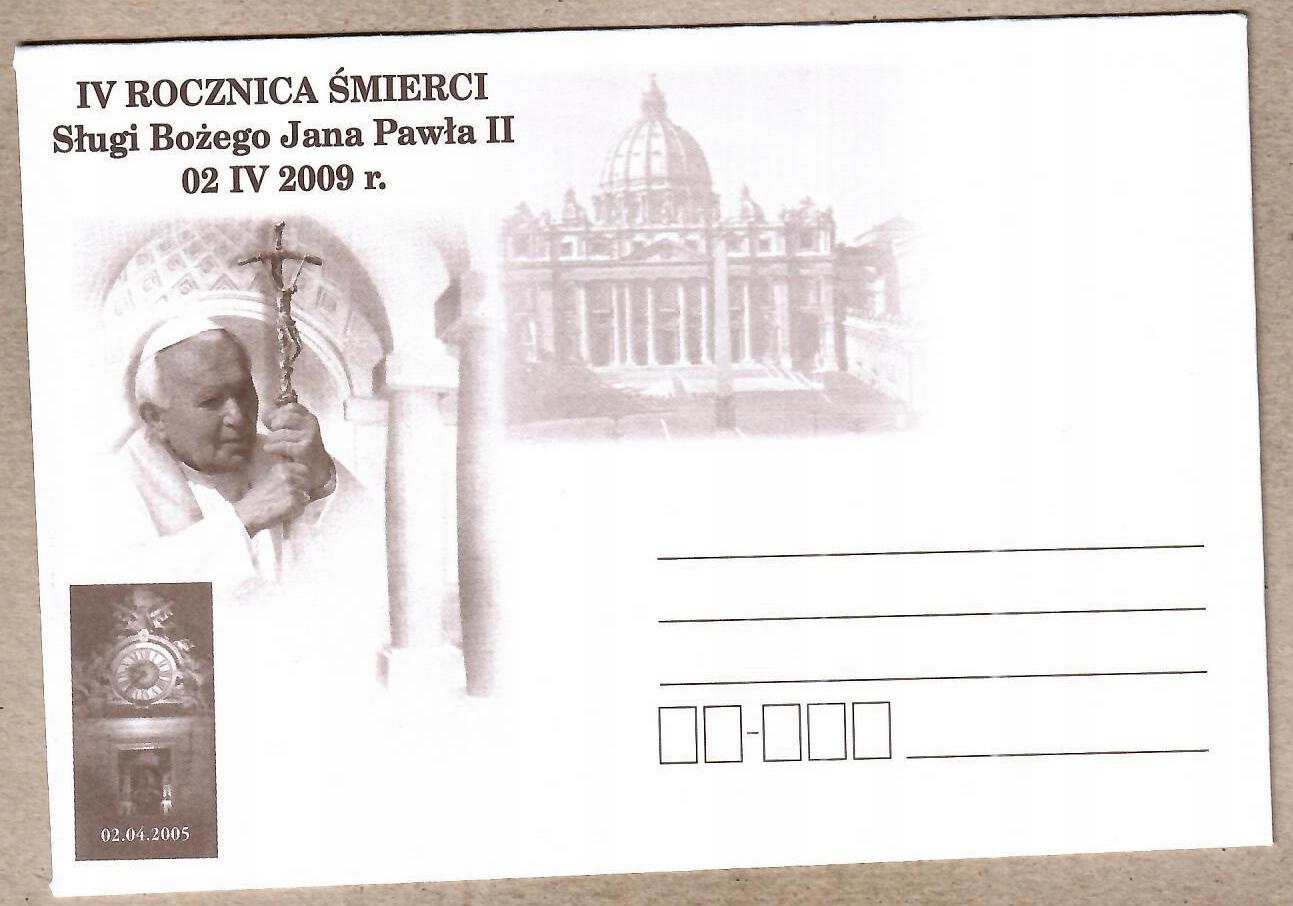 IV ROCZNICA ŚMIERCI
Sługi Bożego Jana Pawła II
02 IV 2009 r.
02.04.2005